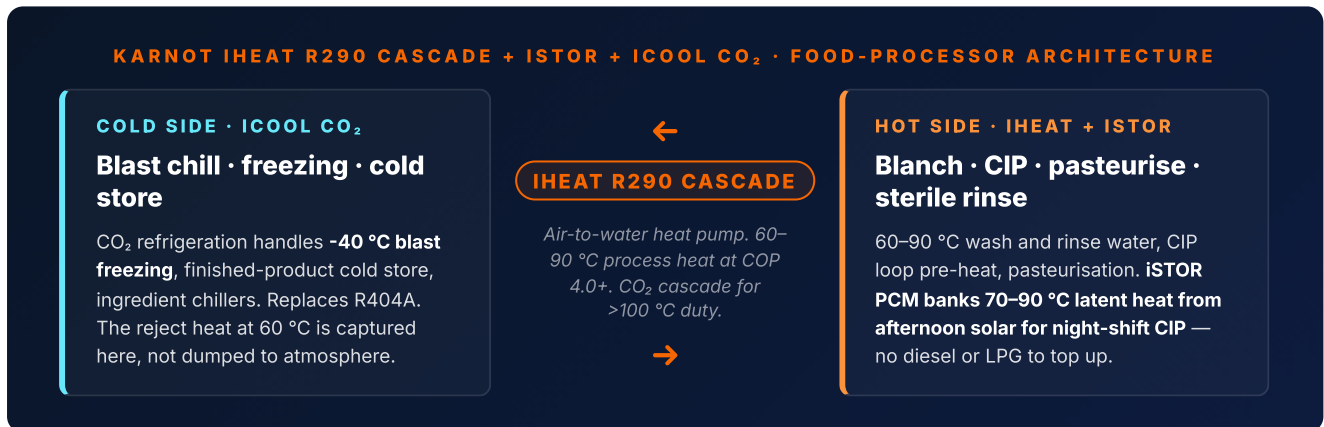 KARNOT IHEAT R290 CASCADE + ISTOR + ICOOL CO₂ · FOOD-PROCESSOR ARCHITECTURE
COLD SIDE · ICOOL CO₂
Blast chill · freezing · cold
store
CO₂ refrigeration handles -40 °C blast
freezing, finished-product cold store,
ingredient chillers. Replaces R404A.
The reject heat at 60 °C is captured
here, not dumped to atmosphere.
←
IHEAT R290 CASCADE
Air-to-water heat pump. 60–
90 °C process heat at COP
4.0+. CO₂ cascade for
>100 °C duty.
→
HOT SIDE · IHEAT + ISTOR
Blanch · CIP · pasteurise ·
sterile rinse
60–90 °C wash and rinse water, CIP
loop pre-heat, pasteurisation. iSTOR
PCM banks 70–90 °C latent heat from
afternoon solar for night-shift CIP —
no diesel or LPG to top up.